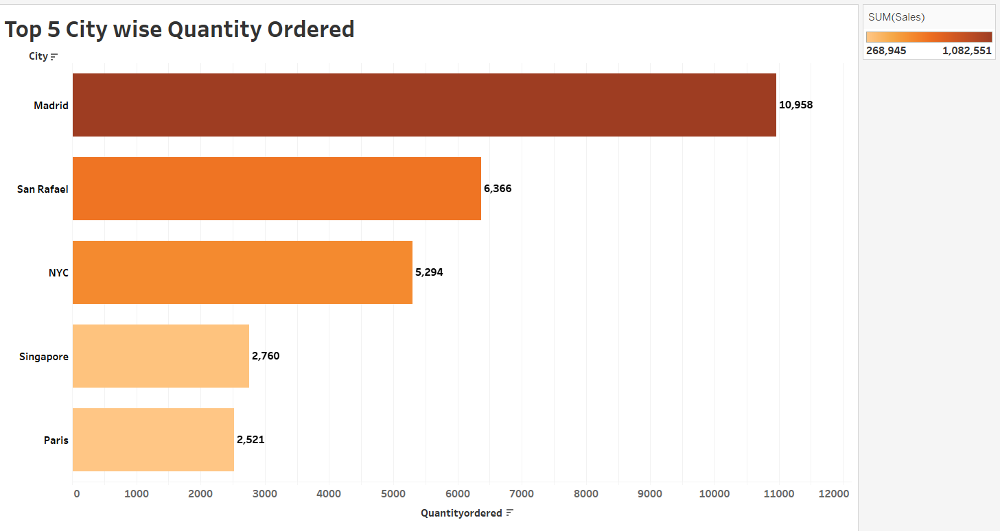 Top 5 City wise Quantity Ordered
City
Madrid 10,958
San Rafael 6,366
NYC 5,294
Singapore 2,760
Paris 2,521
0 1000 2000 3000 4000 5000 6000 7000 8000 9000 10000 11000 12000
Quantityordered
SUM(Sales)
268,945 1,082,551